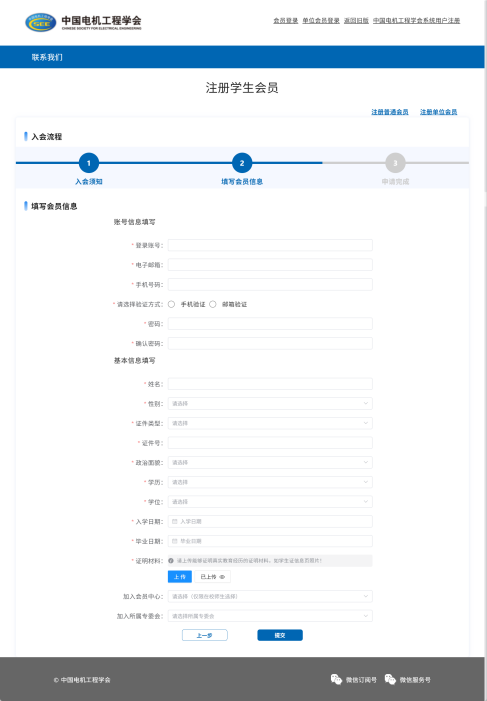 中国电机工程学会
CHINESE SOCIETY FOR ELECTRICAL ENGINEERING
会员登录 单位会员登录 返回旧版 中国电机工程学会系统用户注册
联系我们
注册学生会员
注册普通会员 注册单位会员
入会流程
1 2 3
入会须知 填写会员信息 申请完成
填写会员信息
账号信息填写
* 登录账号:
* 电子邮箱:
* 手机号码:
* 请选择验证方式: 手机验证 邮箱验证
* 密码:
* 确认密码:
基本信息填写
* 姓名:
* 性别: 请选择
* 证件类型: 请选择
* 证件号:
* 政治面貌: 请选择
* 学历: 请选择
* 学位: 请选择
* 入学日期: 入学日期
* 毕业日期: 毕业日期
* 证明材料: 请上传能够证明真实教育经历的证明材料,如学生证信息页照片!
上传 已上传
加入会员中心: 请选择(仅限在校学生选择)
加入所属专委会: 请选择所属专委会
上一步 提交
© 中国电机工程学会 微信订阅号 微信服务号